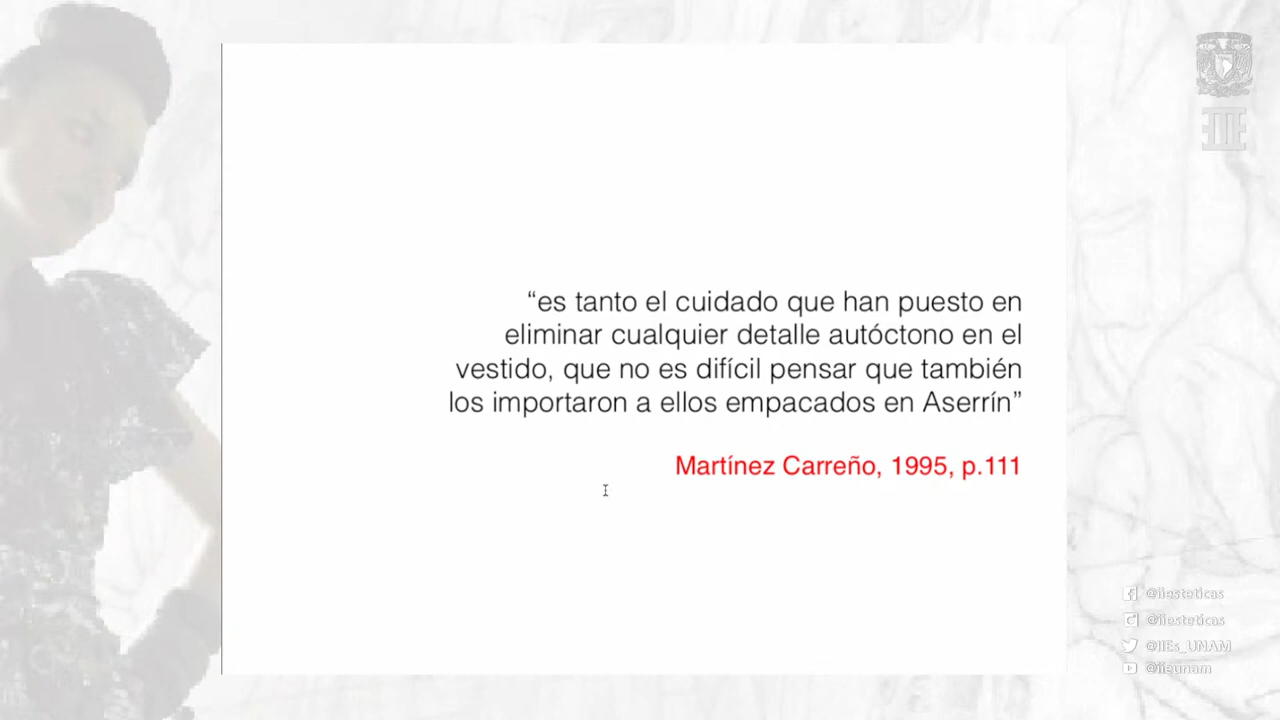 “es tanto el cuidado que han puesto en
eliminar cualquier detalle autóctono en el
vestido, que no es difícil pensar que también
los importaron a ellos empacados en Aserrín”
Martínez Carreño, 1995, p.111
@iiesteticas
@iiesteticas
@IIEs_UNAM
@iieunam